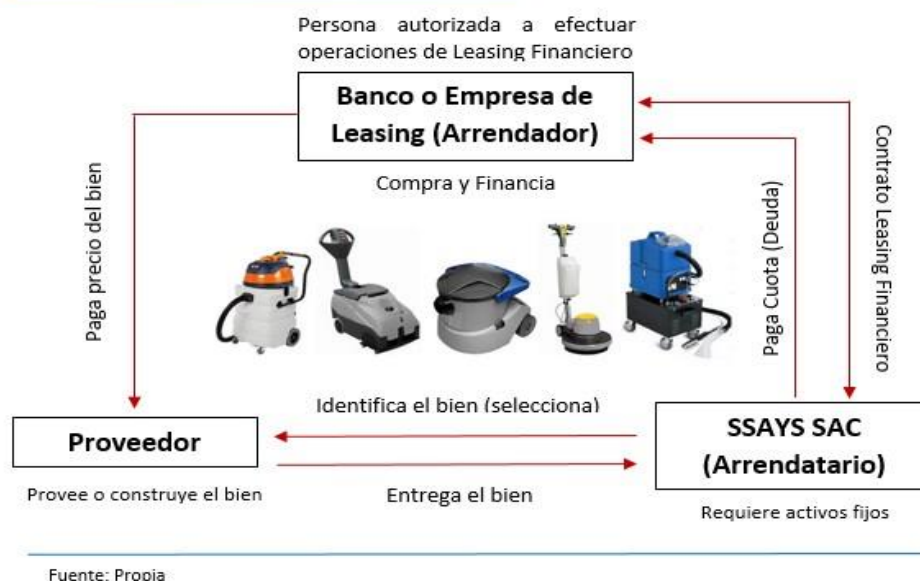 Persona autorizada a efectuar
operaciones de Leasing Financiero
Banco o Empresa de
Leasing (Arrendador)
Compra y Financia
Paga precio del bien
Paga Cuota (Deuda)
Contrato Leasing Financiero
Identifica el bien (selecciona)
Proveedor
SSAYS SAC
(Arrendatario)
Provee o construye el bien
Entrega el bien
Requiere activos fijos
Fuente: Propia